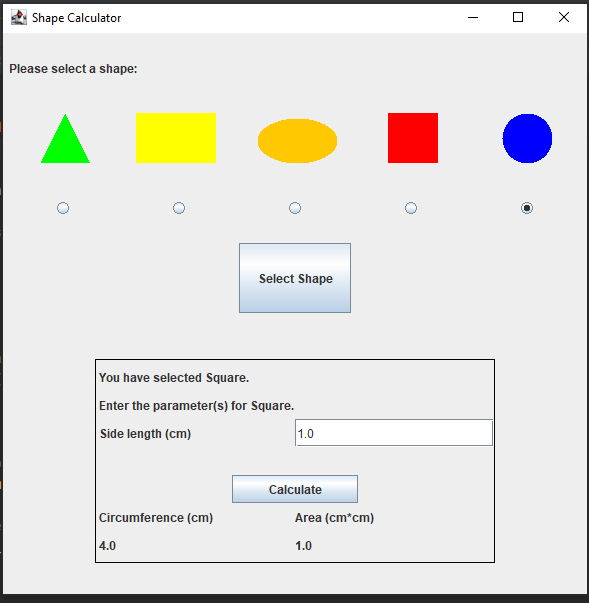 Shape Calculator
Please select a shape:
Select Shape
You have selected Square.
Enter the parameter(s) for Square.
Side length (cm) 1.0
Calculate
Circumference (cm) Area (cm*cm)
4.0 1.0